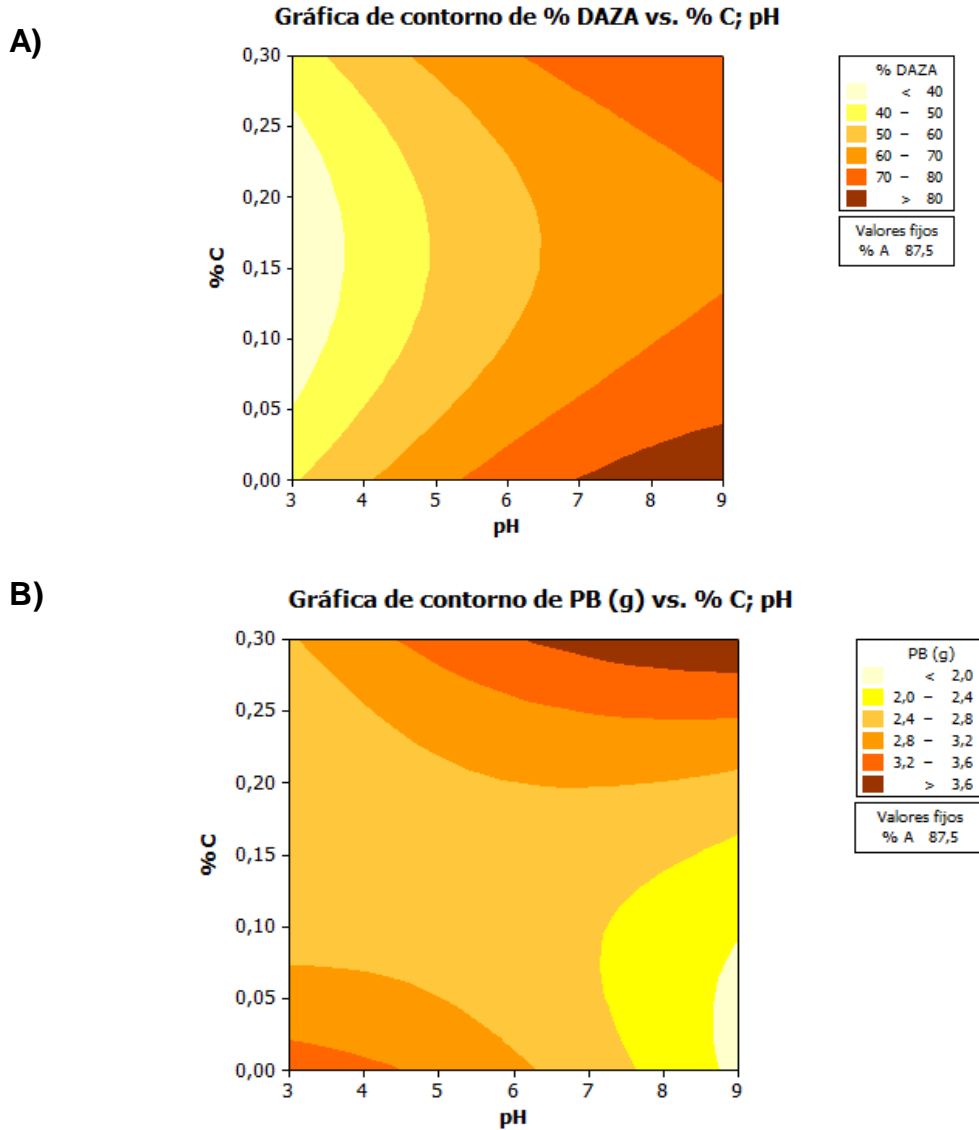 A)
Gráfica de contorno de % DAZA vs. % C; pH
0,30
0,25
0,20
0,15
0,10
0,05
0,00
% C
3 4 5 6 7 8 9
pH
% DAZA
< 40
40 – 50
50 – 60
60 – 70
70 – 80
> 80
Valores fijos
% A 87,5
B)
Gráfica de contorno de PB (g) vs. % C; pH
0,30
0,25
0,20
0,15
0,10
0,05
0,00
% C
3 4 5 6 7 8 9
pH
PB (g)
< 2,0
2,0 – 2,4
2,4 – 2,8
2,8 – 3,2
3,2 – 3,6
> 3,6
Valores fijos
% A 87,5